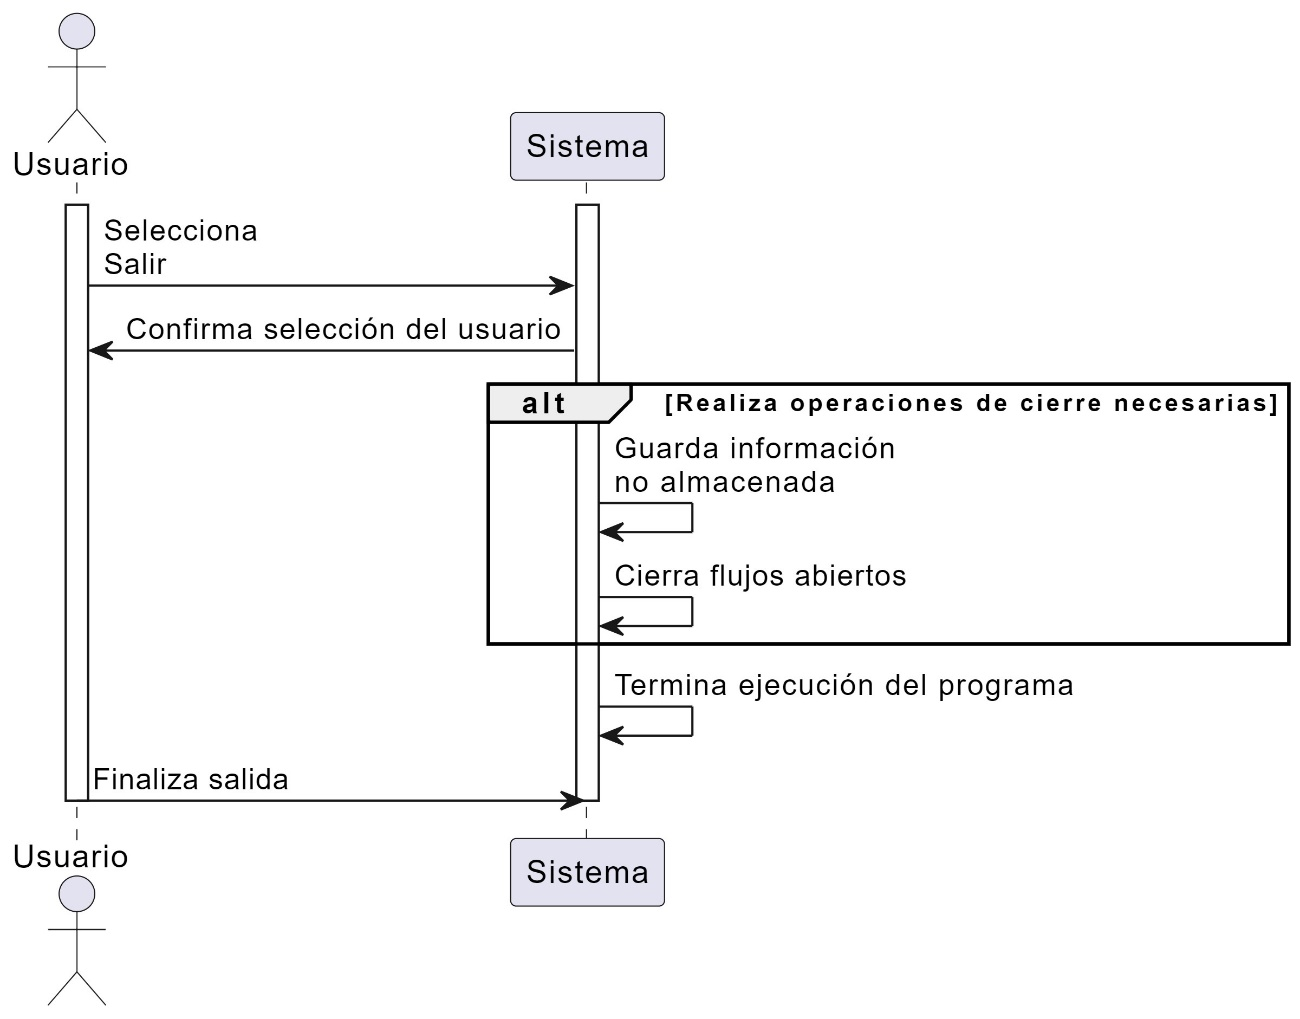 Usuario
Sistema
Selecciona
Salir
Confirma selección del usuario
alt
[Realiza operaciones de cierre necesarias]
Guarda información
no almacenada
Cierra flujos abiertos
Termina ejecución del programa
Finaliza salida
Usuario
Sistema